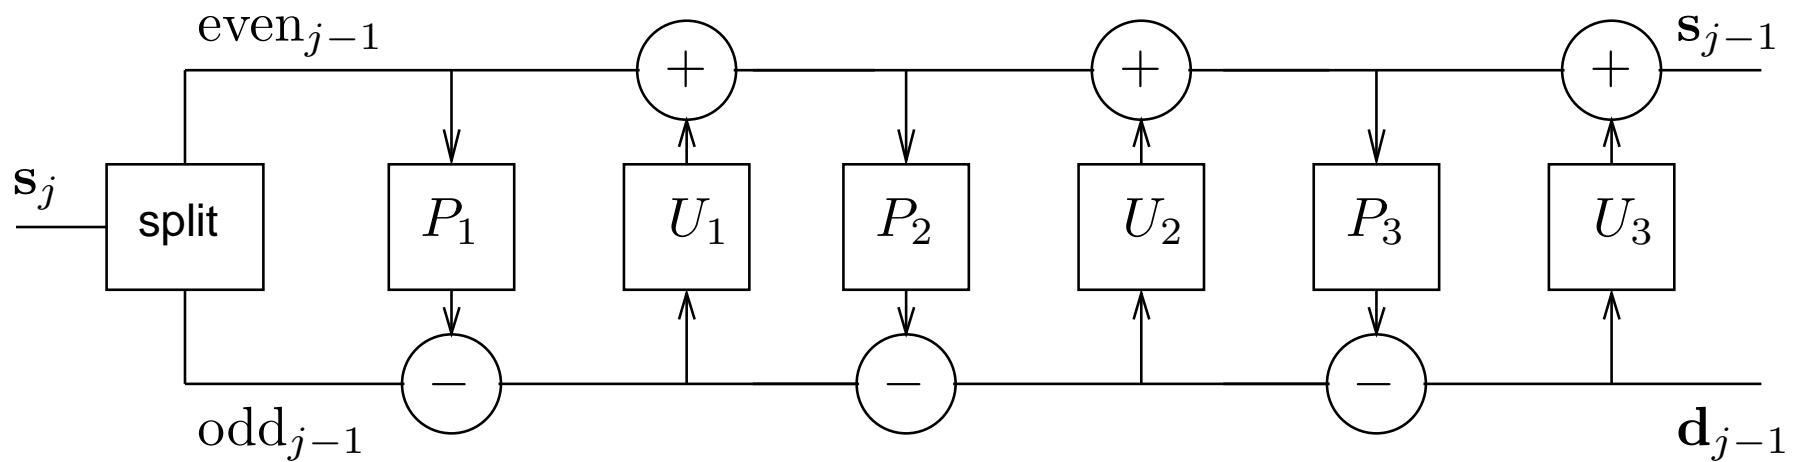 even_{j−1}
+ + +
s_{j−1}
s_j
split
P_1 U_1 P_2 U_2 P_3 U_3
− − −
odd_{j−1}
d_{j−1}